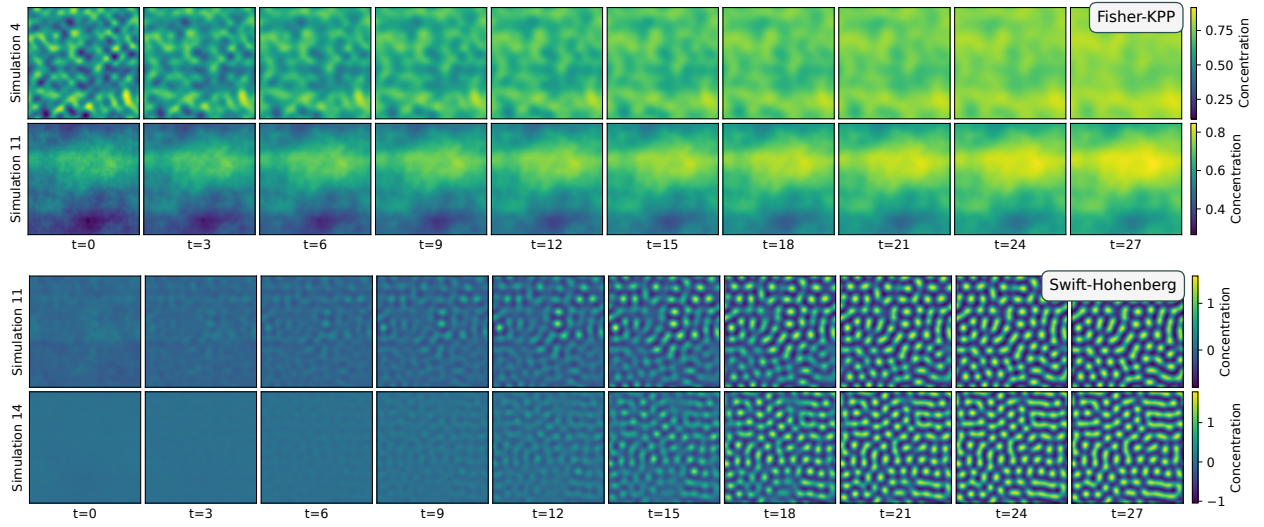 Fisher-KPP
Simulation 4
0.75
0.50
0.25
Concentration
Simulation 11
0.8
0.6
0.4
Concentration
t=0 t=3 t=6 t=9 t=12 t=15 t=18 t=21 t=24 t=27
Swift-Hohenberg
Simulation 11
1
0
Concentration
Simulation 14
1
0
−1
Concentration
t=0 t=3 t=6 t=9 t=12 t=15 t=18 t=21 t=24 t=27